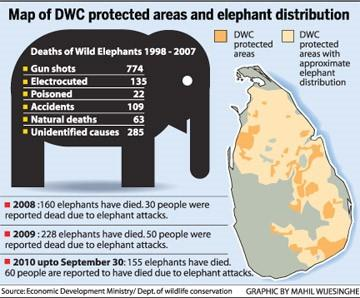 Map of DWC protected areas and elephant distribution
Deaths of Wild Elephants 1998 - 2007
Gun shots 774
Electrocuted 135
Poisoned 22
Accidents 109
Natural deaths 63
Unidentified causes 285
DWC
protected
areas
DWC
protected
areas with
approximate
elephant
distribution
2008 :160 elephants have died. 30 people were
reported dead due to elephant attacks.
2009 : 228 elephants have died. 50 people were
reported dead due to elephant attacks.
2010 upto September 30: 155 elephants have died.
60 people are reported to have died due to elephant attacks.
Source: Economic Development Ministry/ Dept. of wildlife conservation
GRAPHIC BY MAHIL WIJESINGHE